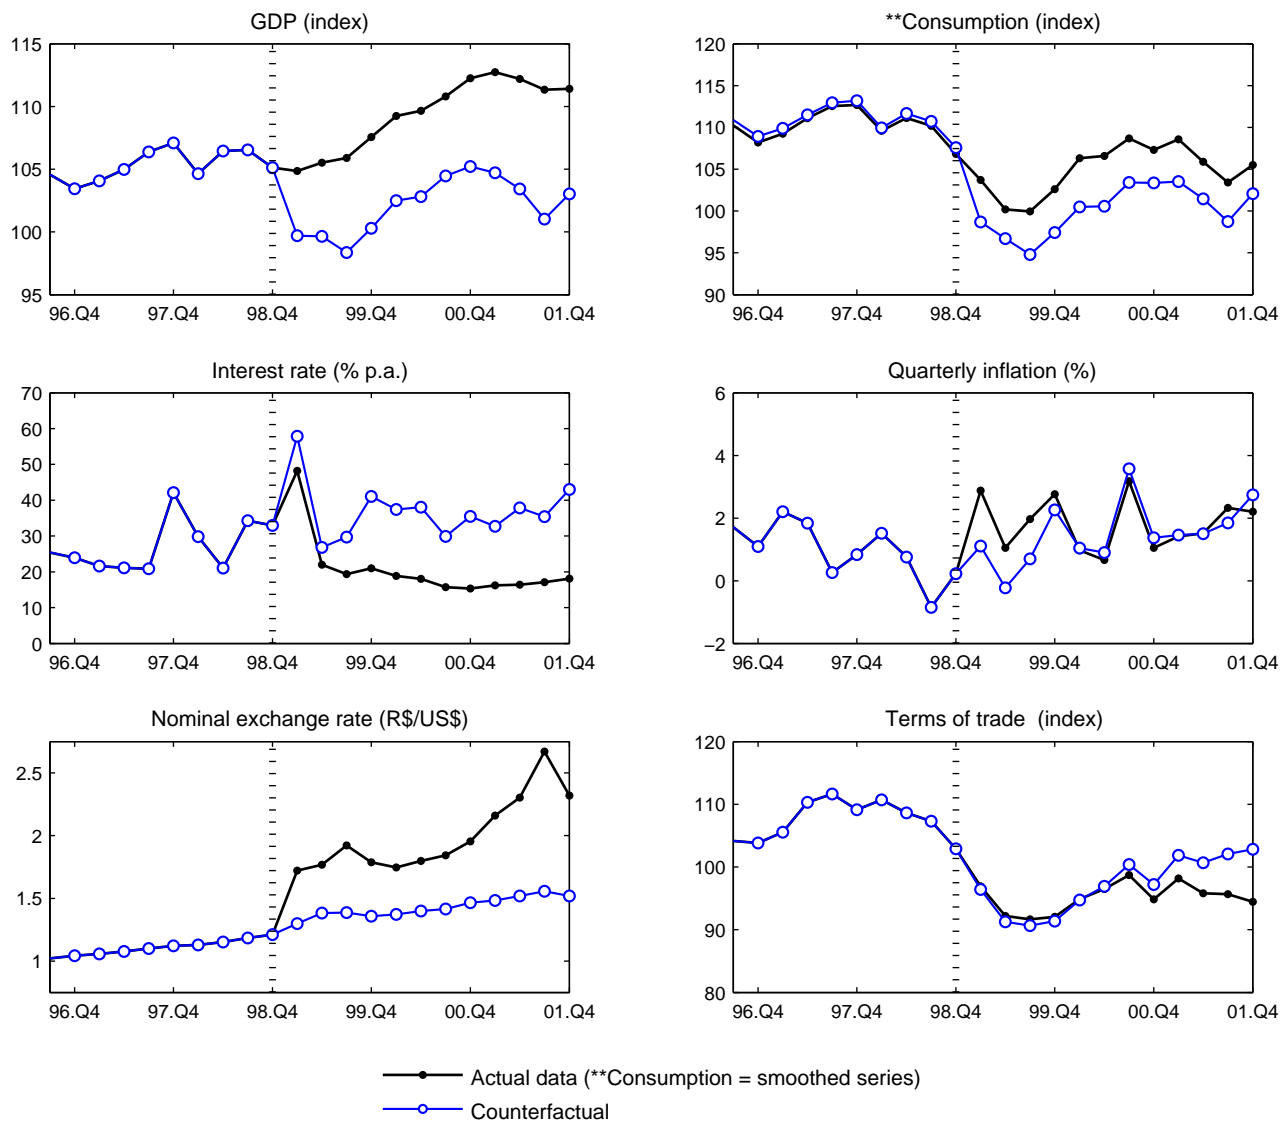 GDP (index)
115
110
105
100
95
96.Q4 97.Q4 98.Q4 99.Q4 00.Q4 01.Q4
**Consumption (index)
120
115
110
105
100
95
90
96.Q4 97.Q4 98.Q4 99.Q4 00.Q4 01.Q4
Interest rate (% p.a.)
70
60
50
40
30
20
10
0
96.Q4 97.Q4 98.Q4 99.Q4 00.Q4 01.Q4
Quarterly inflation (%)
6
4
2
0
−2
96.Q4 97.Q4 98.Q4 99.Q4 00.Q4 01.Q4
Nominal exchange rate (R$/US$)
2.5
2
1.5
1
96.Q4 97.Q4 98.Q4 99.Q4 00.Q4 01.Q4
Terms of trade (index)
120
110
100
90
80
96.Q4 97.Q4 98.Q4 99.Q4 00.Q4 01.Q4
Actual data (**Consumption = smoothed series)
Counterfactual